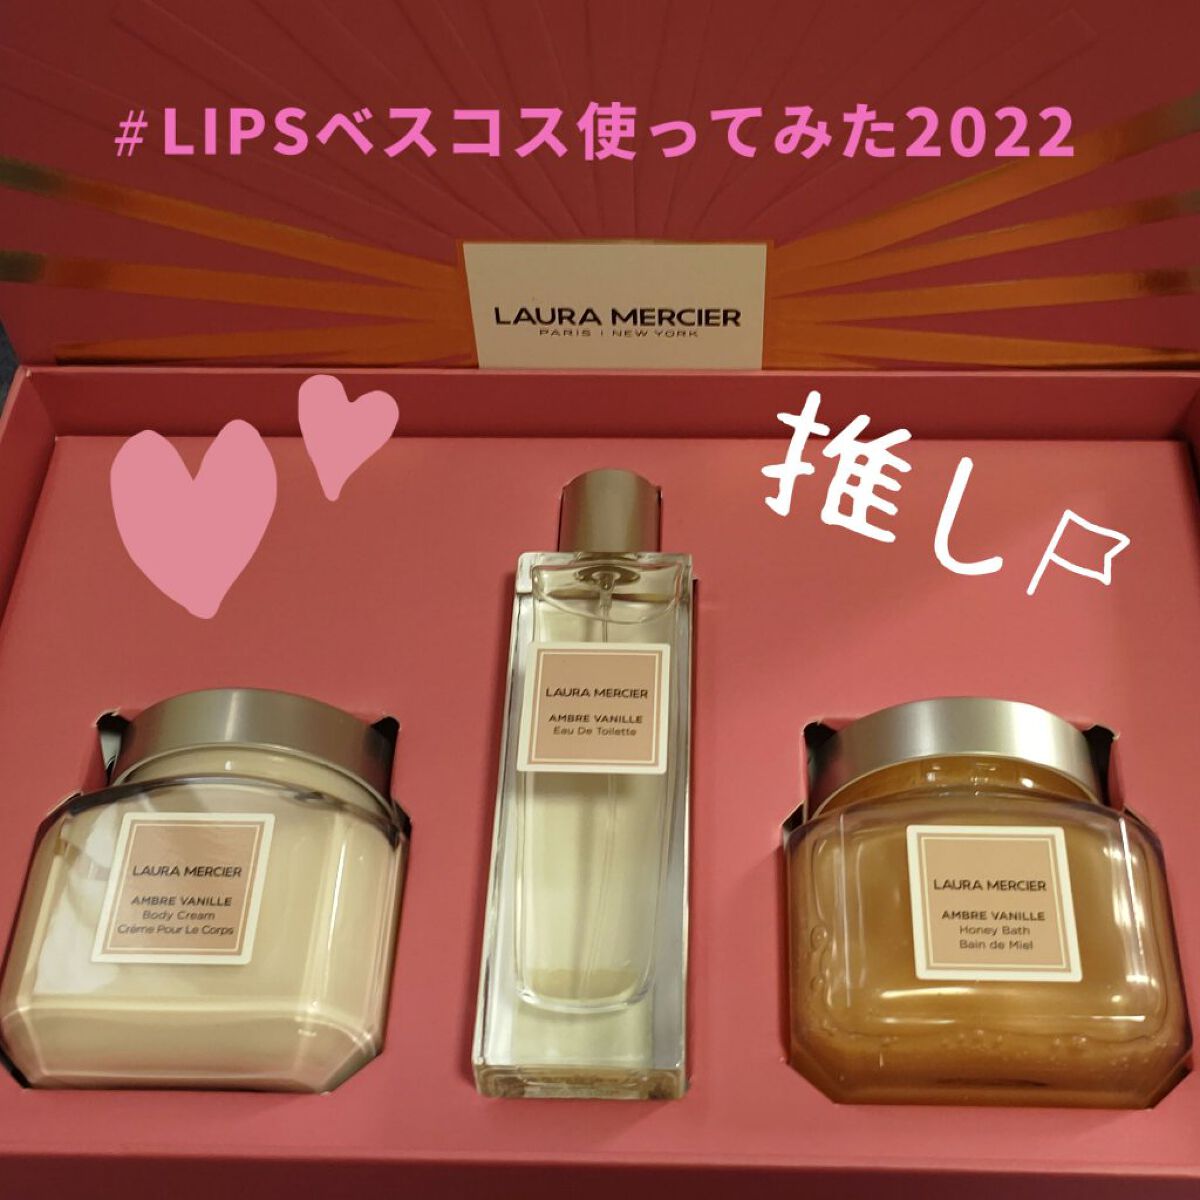 #LIPSベスコス使ってみた2022
LAURA MERCIER
PARIS | NEW YORK
推し
LAURA MERCIER
AMBRE VANILLE
Eau De Toilette
LAURA MERCIER
AMBRE VANILLE
Body Cream
Crème Pour Le Corps
LAURA MERCIER
AMBRE VANILLE
Honey Bath
Bain de Miel